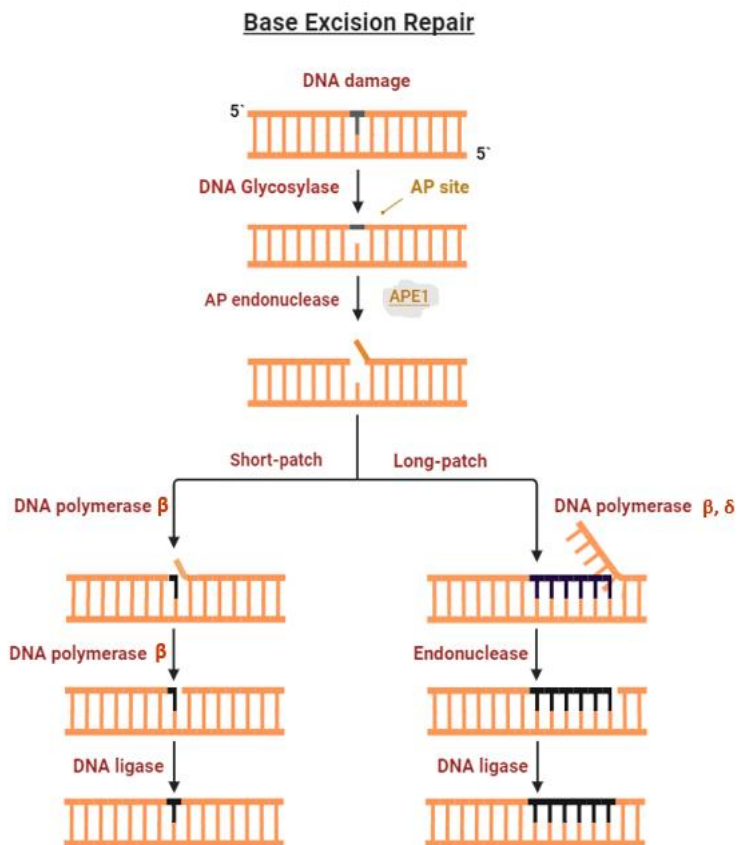 Base Excision Repair
DNA damage
5`
5`
DNA Glycosylase
AP site
AP endonuclease
APE1
Short-patch
Long-patch
DNA polymerase β
DNA polymerase β, δ
DNA polymerase β
Endonuclease
DNA ligase
DNA ligase